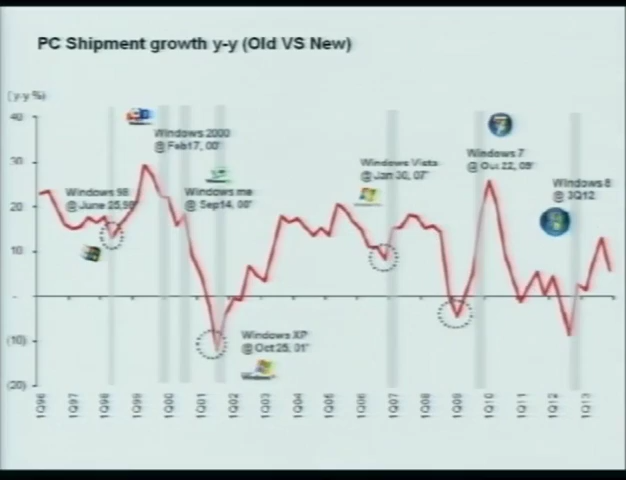 PC Shipment growth y-y (Old VS New)
(y-y %)
40
30
20
10
-
(10)
(20)
Windows 98
@ June 25,98"
Windows 2000
@ Feb17, 00"
Windows me
@ Sep14, 00"
Windows XP
@ Oct 25, 01"
Windows Vista
@ Jan 30, 07"
Windows 7
@ Oct 22, 09"
Windows 8
@ 3Q12
1Q96
1Q97
1Q98
1Q99
1Q00
1Q01
1Q02
1Q03
1Q04
1Q05
1Q06
1Q07
1Q08
1Q09
1Q10
1Q11
1Q12
1Q13